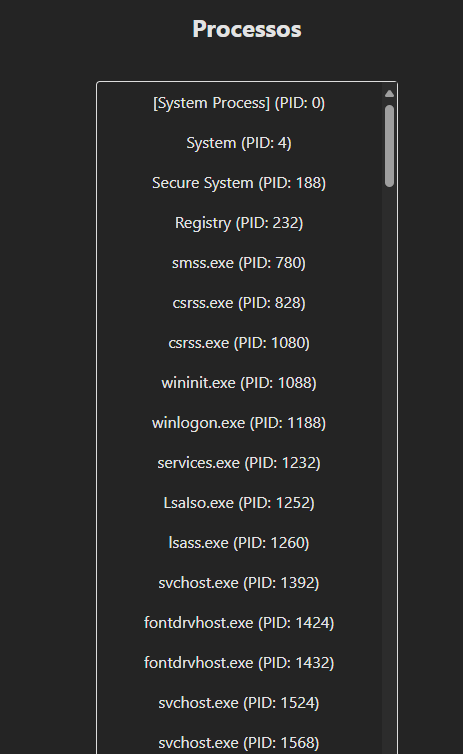 Processos
[System Process] (PID: 0)
System (PID: 4)
Secure System (PID: 188)
Registry (PID: 232)
smss.exe (PID: 780)
csrss.exe (PID: 828)
csrss.exe (PID: 1080)
wininit.exe (PID: 1088)
winlogon.exe (PID: 1188)
services.exe (PID: 1232)
LsaIso.exe (PID: 1252)
lsass.exe (PID: 1260)
svchost.exe (PID: 1392)
fontdrvhost.exe (PID: 1424)
fontdrvhost.exe (PID: 1432)
svchost.exe (PID: 1524)
svchost.exe (PID: 1568)